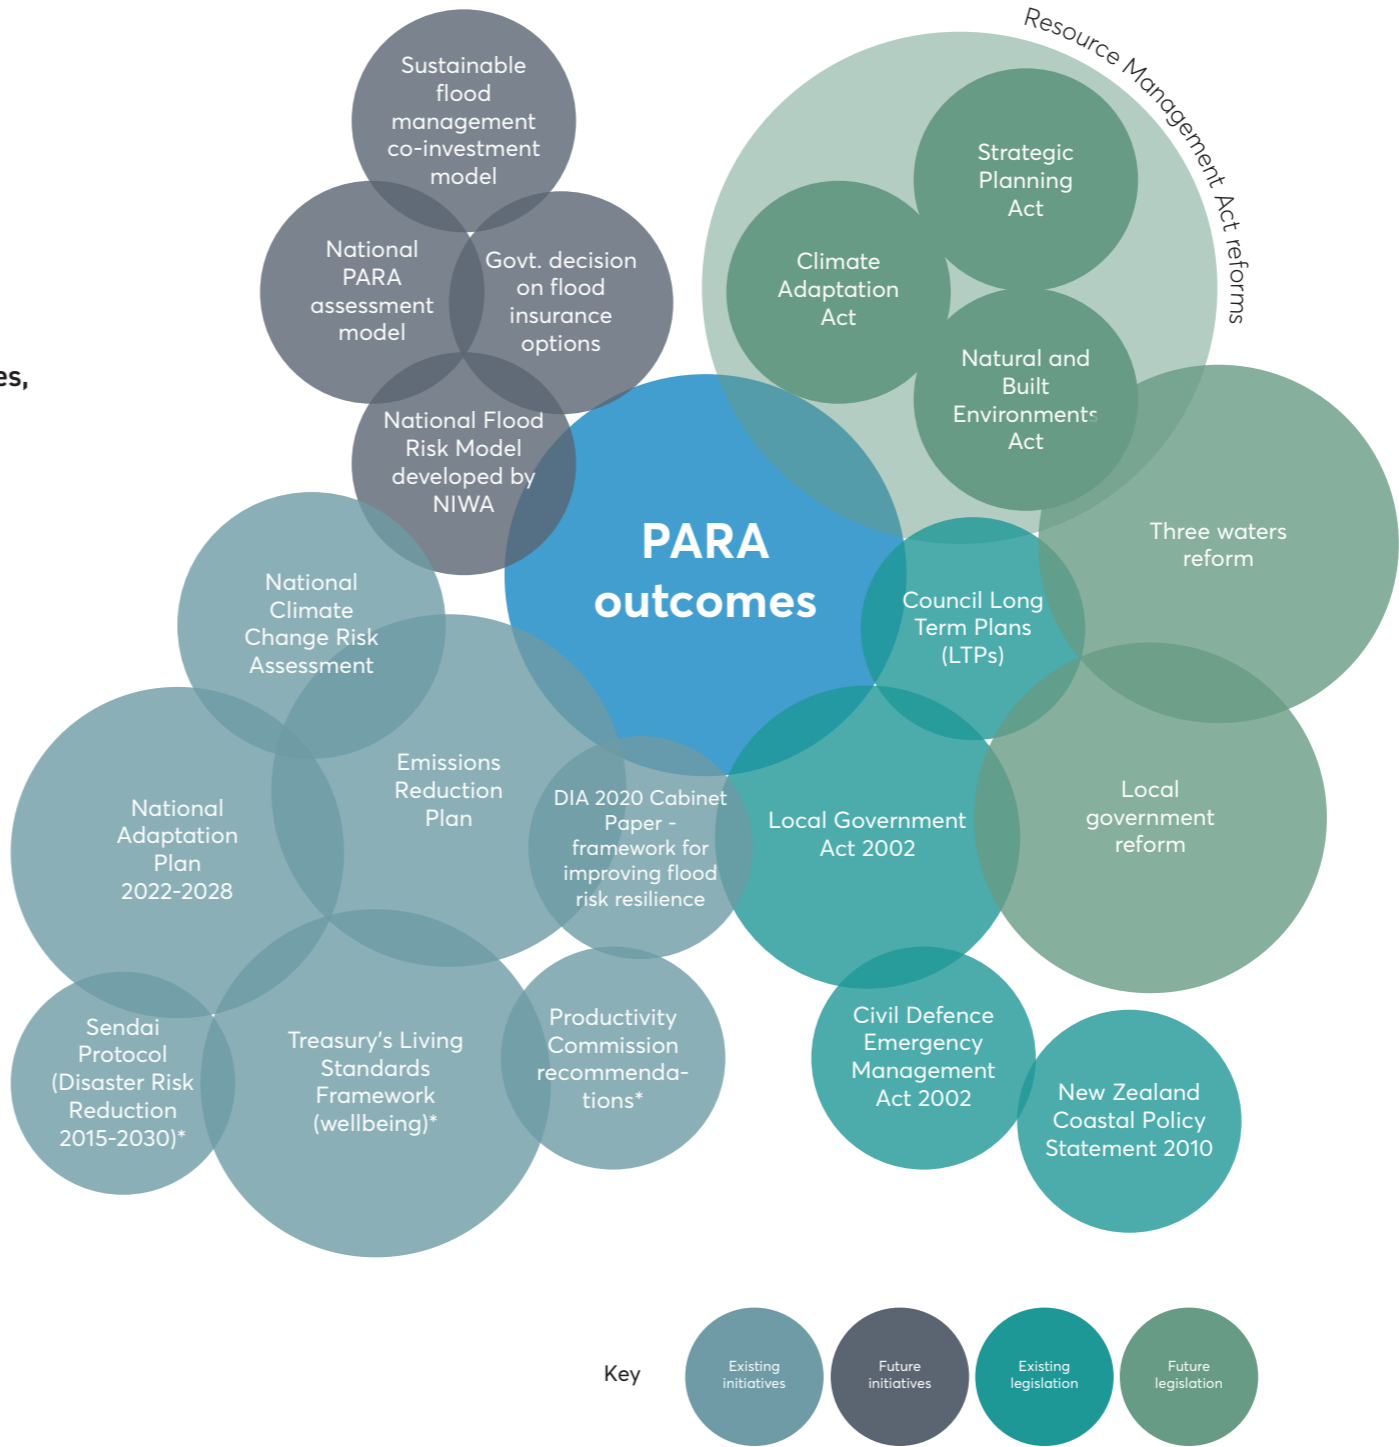 Resource Management Act reforms
Sustainable
flood
management
co-investment
model
National
PARA
assessment
model
Govt. decision
on flood
insurance
options
National Flood
Risk Model
developed by
NIWA
Strategic
Planning
Act
Climate
Adaptation
Act
Natural and
Built
Environments
Act
es,
PARA
outcomes
Three waters
reform
Council Long
Term Plans
(LTPs)
National
Climate
Change Risk
Assessment
Emissions
Reduction
Plan
National
Adaptation
Plan
2022-2028
DIA 2020 Cabinet
Paper -
framework for
improving flood
risk resilience
Local Government
Act 2002
Local
government
reform
Sendai
Protocol
(Disaster Risk
Reduction
2015-2030)*
Treasury's Living
Standards
Framework
(wellbeing)*
Productivity
Commission
recommenda-
tions*
Civil Defence
Emergency
Management
Act 2002
New Zealand
Coastal Policy
Statement 2010
Key
Existing
initiatives
Future
initiatives
Existing
legislation
Future
legislation